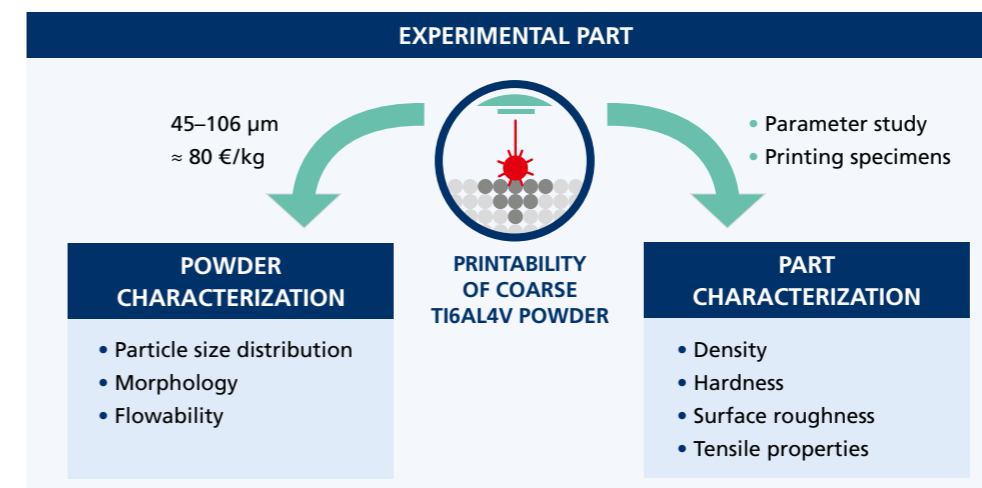 EXPERIMENTAL PART
45–106 µm
≈ 80 €/kg
• Parameter study
• Printing specimens
POWDER
CHARACTERIZATION
• Particle size distribution
• Morphology
• Flowability
PRINTABILITY
OF COARSE
TI6AL4V POWDER
PART
CHARACTERIZATION
• Density
• Hardness
• Surface roughness
• Tensile properties